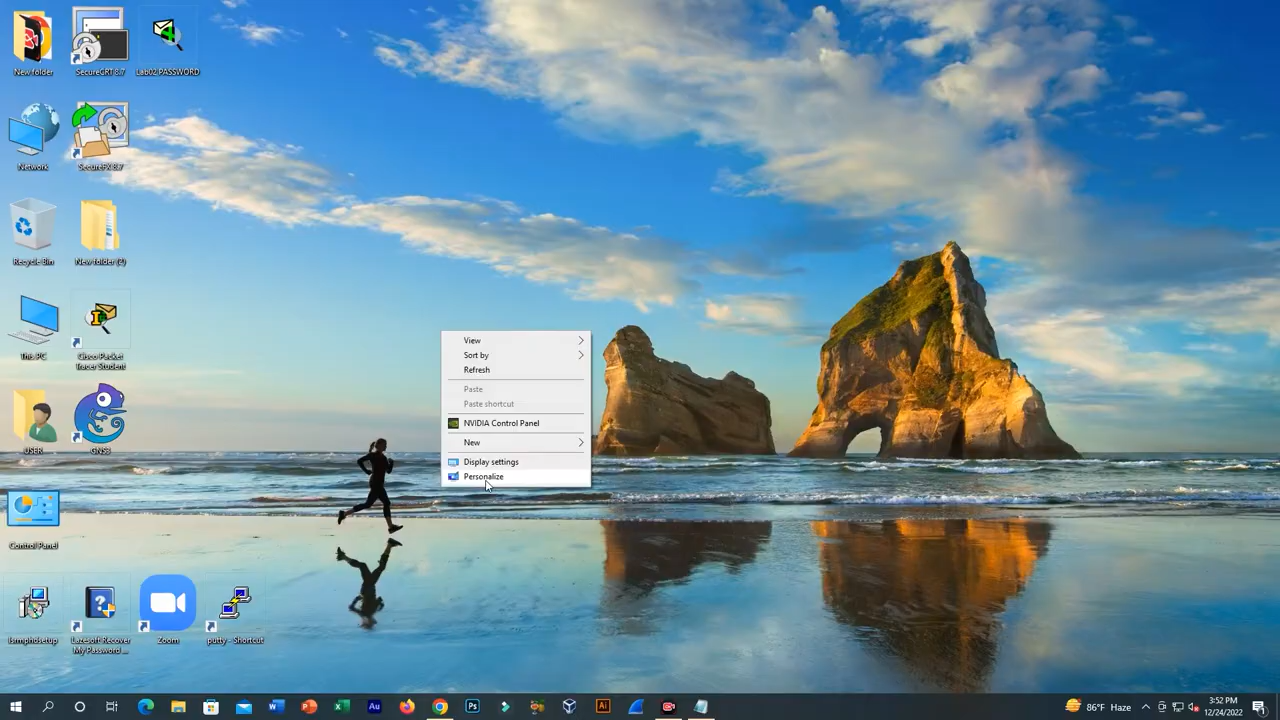 New folder
SecureCRT 8.7
Lab02 PASSWORD
Network
SecureFX 8.7
Recycle Bin
New folder (2)
This PC
Cisco Packet
Tracer Student
USER
GNS3
Control Panel
lsrmphdsetup
Lazesoft Recover
My Password ...
Zoom
putty - Shortcut
View
Sort by
Refresh
Paste
Paste shortcut
NVIDIA Control Panel
New
Display settings
Personalize
86°F Haze
3:52 PM
12/24/2022